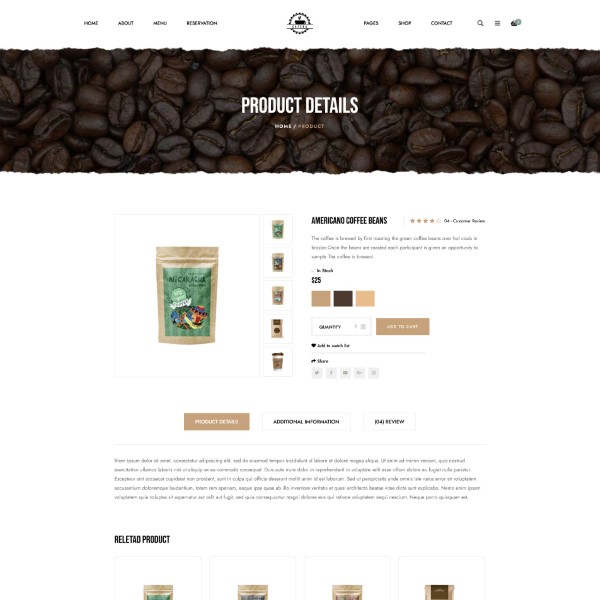 HOME ABOUT MENU RESERVATION PAGES SHOP CONTACT
PRODUCT DETAILS
HOME / PRODUCT
AMERICANO COFFEE BEANS
04 - Customer Review
The coffee is brewed by first roasting the green coffee beans over hot coals in
brazier. Once the beans are roasted each participant is given an opportunity to
sample The coffee is brewed.
In Stock
$25
QUANTITY 1
ADD TO CART
Add to watch list
Share
NICARAGUA
PRODUCT DETAILS
ADDITIONAL IMFORMATION
(04) REVIEW
lorem ipsum dolor sit amet, consectetur adipisicing elit, sed do eiusmod tempor incididunt ut labore et dolore magna aliqua. Ut enim ad minim veniam, quis nostrud
exercitation ullamco laboris nisi ut aliquip ex ea commodo consequat. Duis aute irure dolor in reprehenderit in voluptate velit esse cillum dolore eu fugiat nulla pariatur.
Excepteur sint occaecat cupidatat non proident, sunt in culpa qui officia deserunt mollit anim id est laborum. Sed ut perspiciatis unde omnis iste natus error sit voluptatem
accusantium doloremque laudantium, totam rem aperiam, eaque ipsa quae ab illo inventore veritatis et quasi architecto beatae vitae dicta sunt explicabo. Nemo enim ipsam
voluptatem quia voluptas sit aspernatur aut odit aut fugit, sed quia consequuntur magni dolores eos qui ratione voluptatem sequi nesciunt. Neque porro quisquam est,
RELETAD PRODUCT